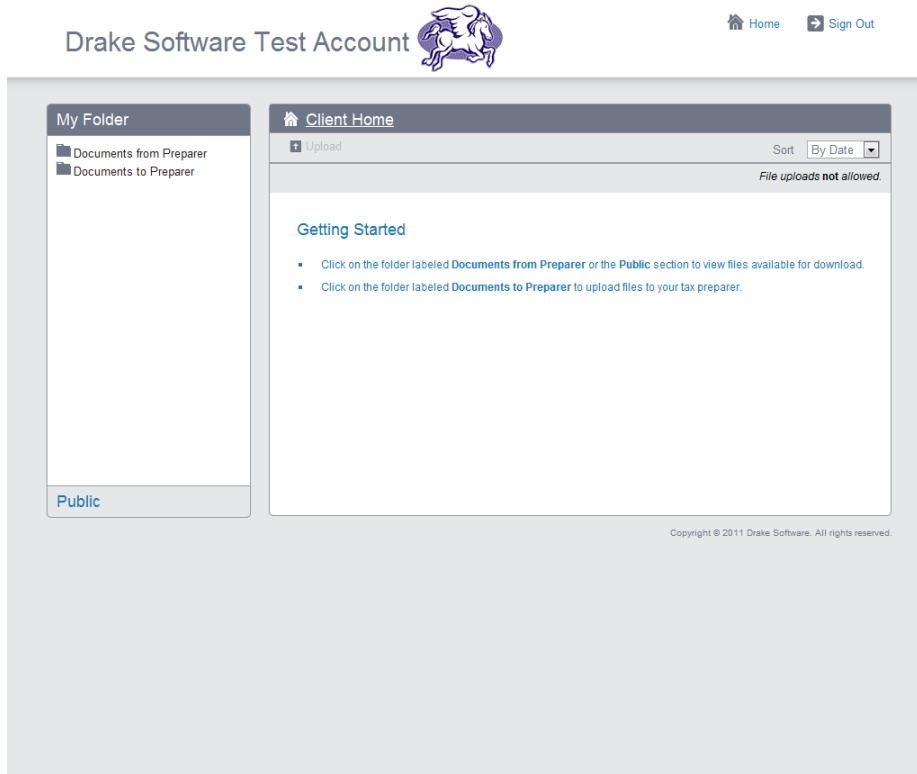 Drake Software Test Account
Home
Sign Out
My Folder
Documents from Preparer
Documents to Preparer
Public
Client Home
Upload
Sort
By Date
File uploads not allowed.
Getting Started
Click on the folder labeled Documents from Preparer or the Public section to view files available for download.
Click on the folder labeled Documents to Preparer to upload files to your tax preparer.
Copyright © 2011 Drake Software. All rights reserved.